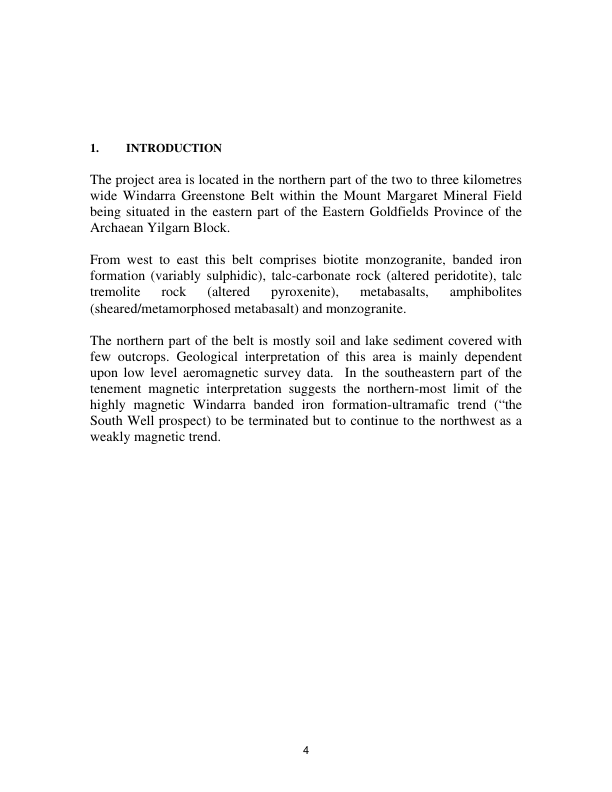 1. INTRODUCTION
The project area is located in the northern part of the two to three kilometres
wide Windarra Greenstone Belt within the Mount Margaret Mineral Field
being situated in the eastern part of the Eastern Goldfields Province of the
Archaean Yilgarn Block.
From west to east this belt comprises biotite monzogranite, banded iron
formation (variably sulphidic), talc-carbonate rock (altered peridotite), talc
tremolite rock (altered pyroxenite), metabasalts, amphibolites
(sheared/metamorphosed metabasalt) and monzogranite.
The northern part of the belt is mostly soil and lake sediment covered with
few outcrops. Geological interpretation of this area is mainly dependent
upon low level aeromagnetic survey data.  In the southeastern part of the
tenement magnetic interpretation suggests the northern-most limit of the
highly magnetic Windarra banded iron formation-ultramafic trend (“the
South Well prospect) to be terminated but to continue to the northwest as a
weakly magnetic trend.
4